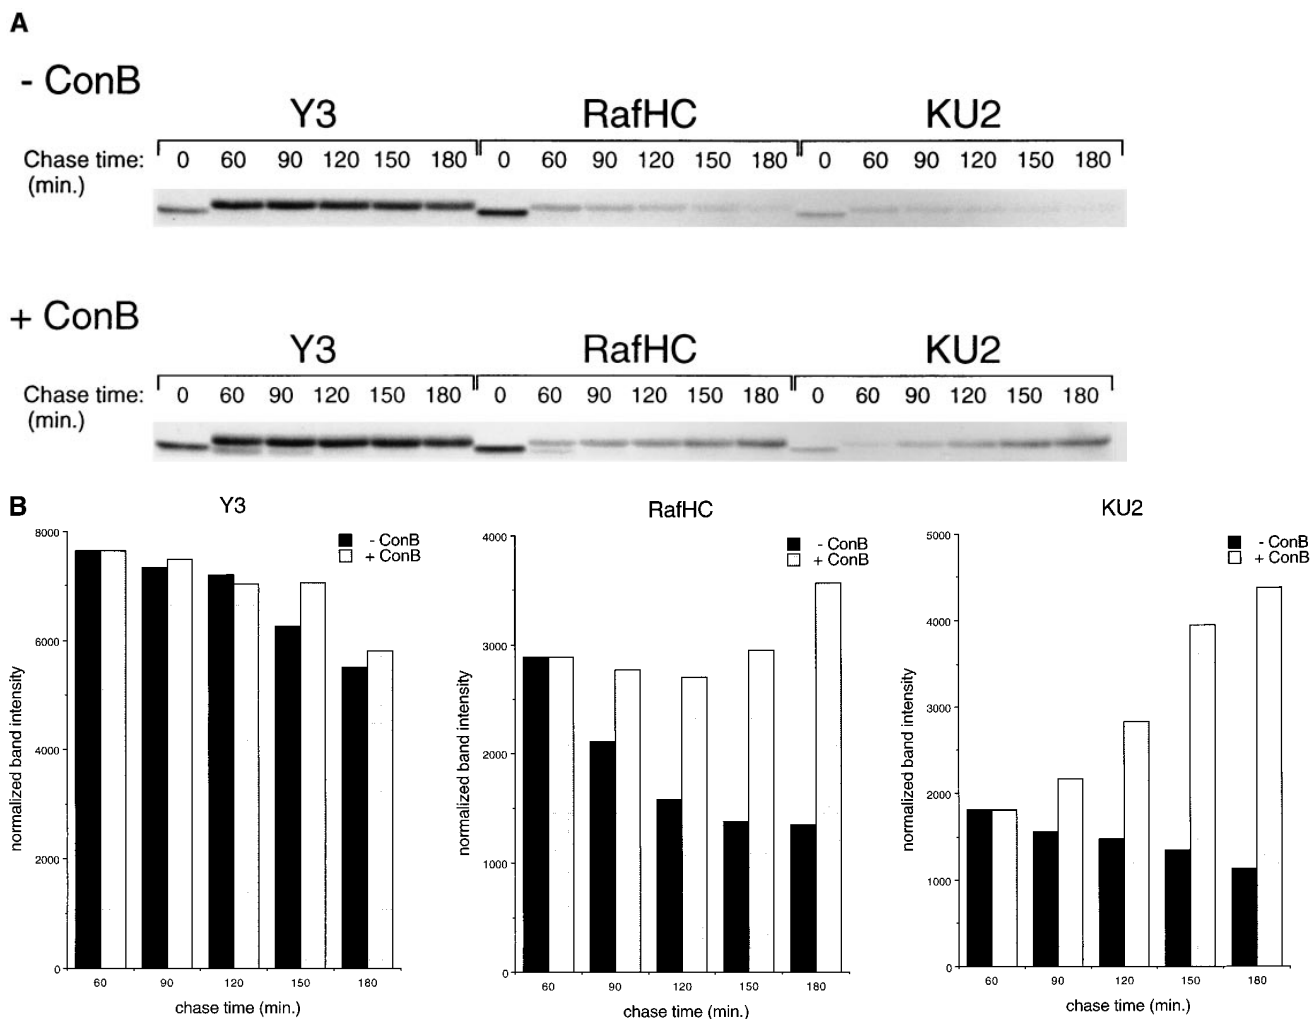 A
- ConB
Y3 RafHC KU2
Chase time: 0 60 90 120 150 180 0 60 90 120 150 180 0 60 90 120 150 180
(min.)
+ ConB
Y3 RafHC KU2
Chase time: 0 60 90 120 150 180 0 60 90 120 150 180 0 60 90 120 150 180
(min.)
B
Y3
- ConB
+ ConB
normalized band intensity
8000
6000
4000
2000
0
60 90 120 150 180
chase time (min.)
RafHC
- ConB
+ ConB
normalized band intensity
4000
3000
2000
1000
0
60 90 120 150 180
chase time (min.)
KU2
- ConB
+ ConB
normalized band intensity
5000
4000
3000
2000
1000
0
60 90 120 150 180
chase time (min.)